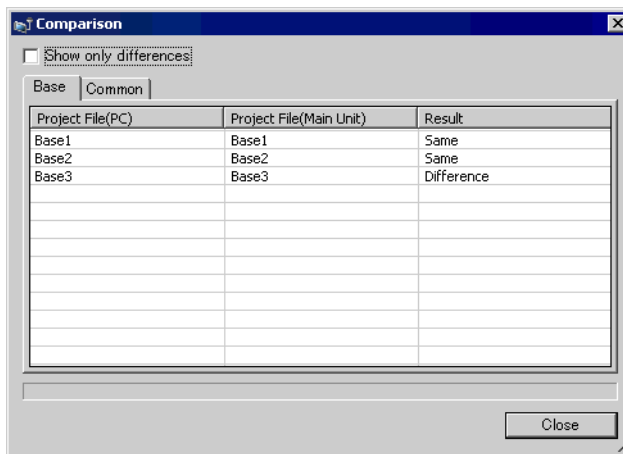 Comparison
Show only differences
Base Common
Project File(PC) Project File(Main Unit) Result
Base1 Base1 Same
Base2 Base2 Same
Base3 Base3 Difference
Close